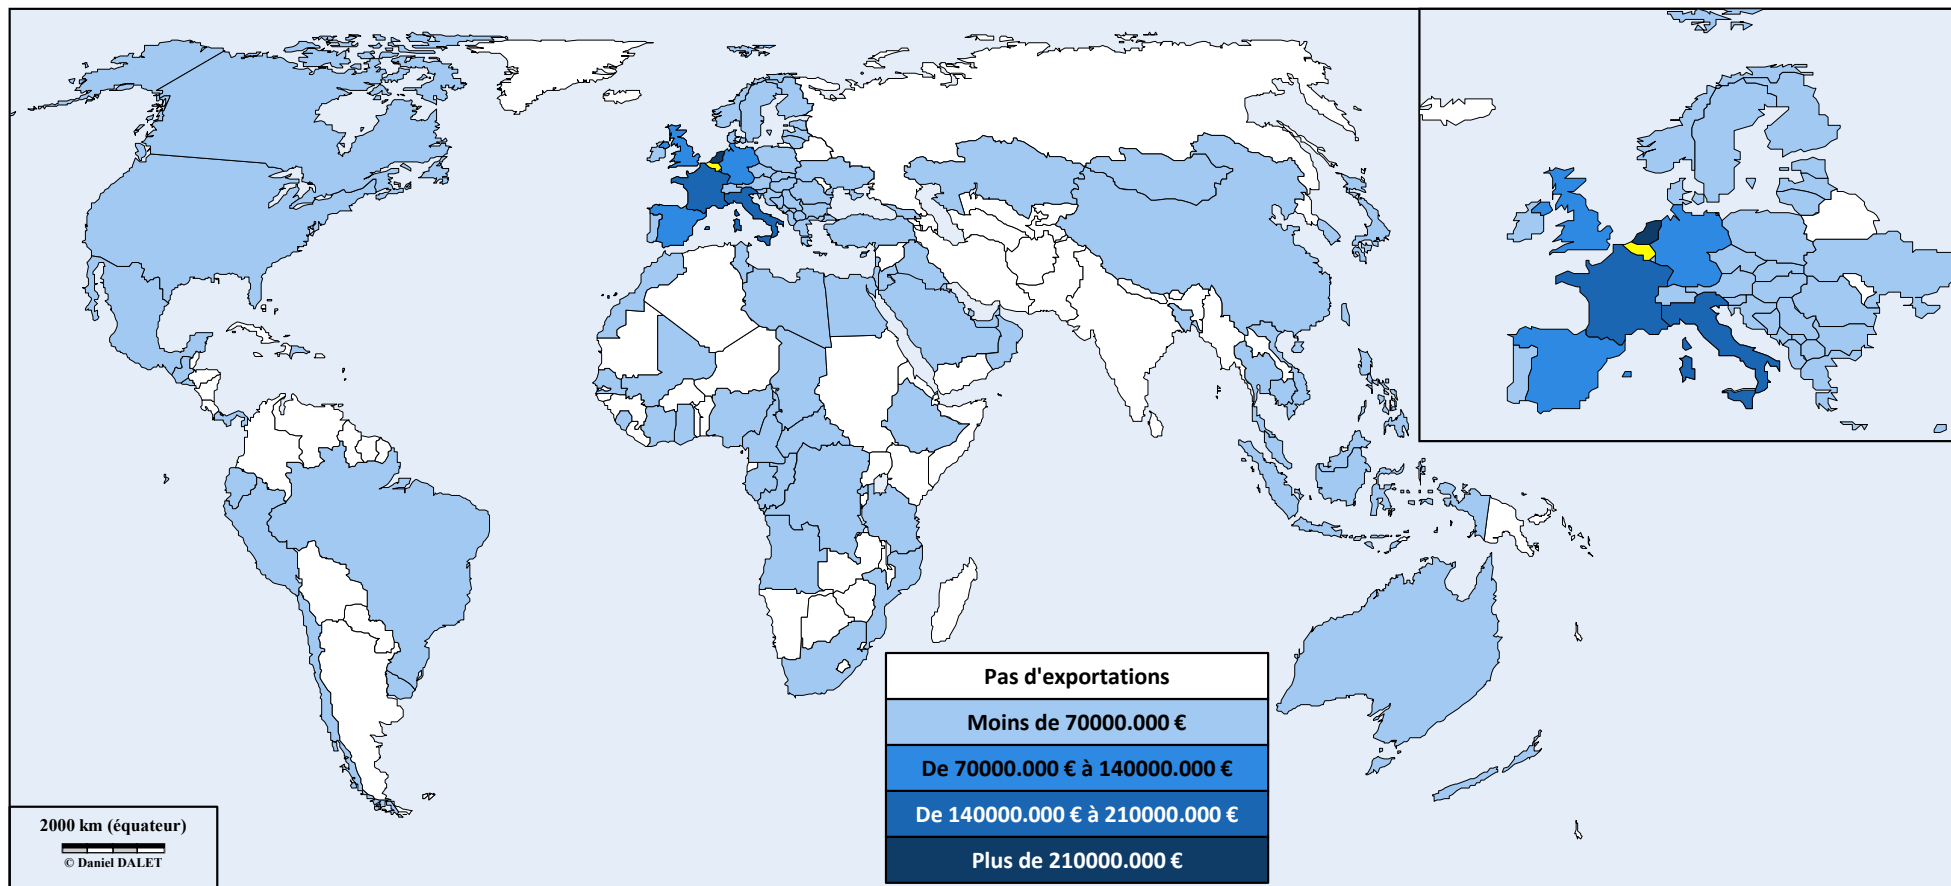 Pas d'exportations
Moins de 70000.000 €
De 70000.000 € à 140000.000 €
De 140000.000 € à 210000.000 €
Plus de 210000.000 €
2000 km (équateur)
© Daniel DALET